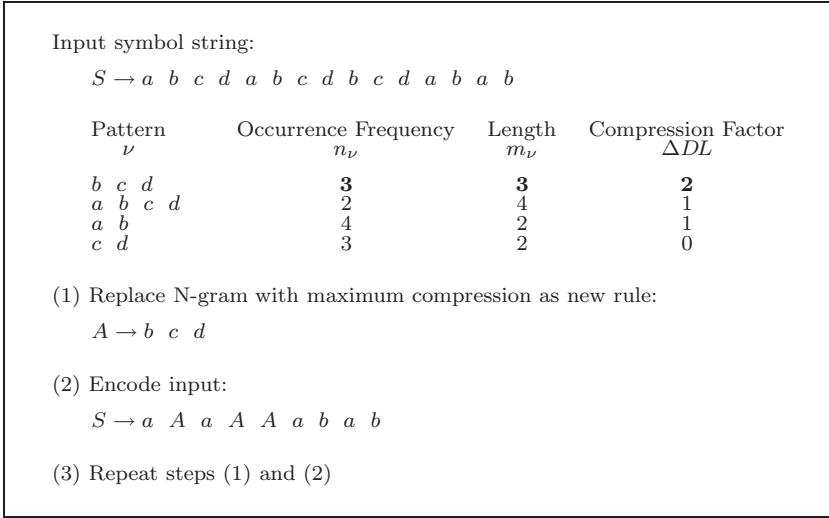 Input symbol string:
S → a b c d a b c d b c d a b a b
Pattern Occurrence Frequency Length Compression Factor
ν n_ν m_ν ΔDL
b c d 3 3 2
a b c d 2 4 1
a b 4 2 1
c d 3 2 0
(1) Replace N-gram with maximum compression as new rule:
A → b c d
(2) Encode input:
S → a A a A A a b a b
(3) Repeat steps (1) and (2)